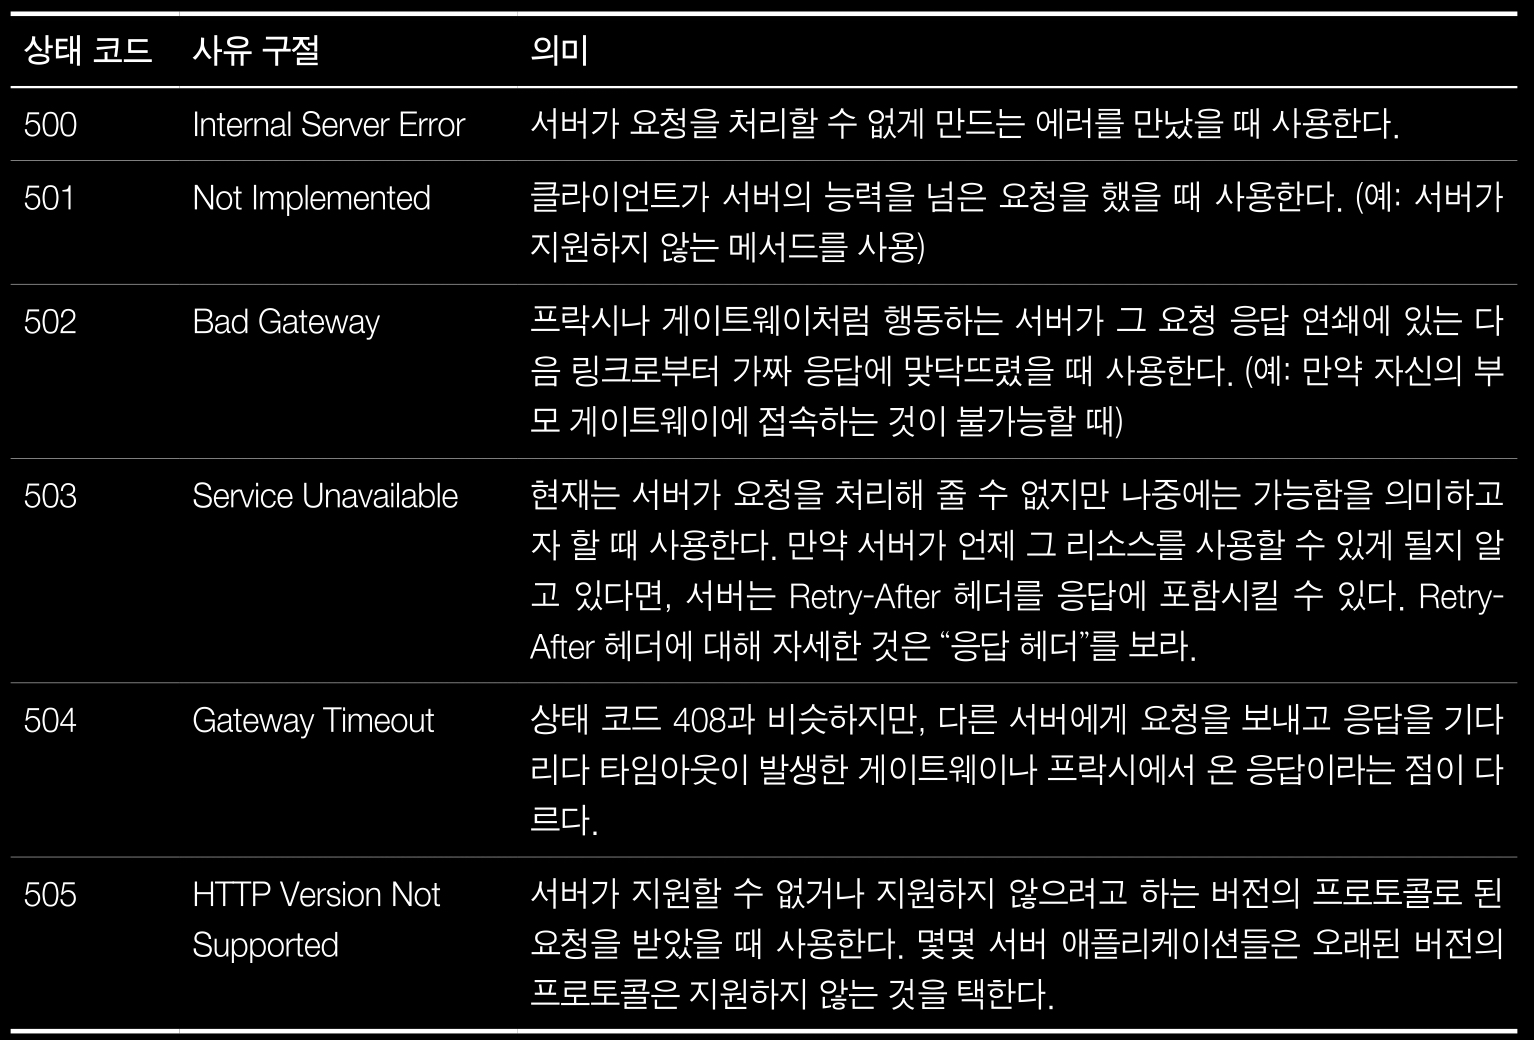 상태 코드 사유 구절 의미
500 Internal Server Error 서버가 요청을 처리할 수 없게 만드는 에러를 만났을 때 사용한다.
501 Not Implemented 클라이언트가 서버의 능력을 넘은 요청을 했을 때 사용한다. (예: 서버가
지원하지 않는 메서드를 사용)
502 Bad Gateway 프락시나 게이트웨이처럼 행동하는 서버가 그 요청 응답 연쇄에 있는 다
음 링크로부터 가짜 응답에 맞닥뜨렸을 때 사용한다. (예: 만약 자신의 부
모 게이트웨이에 접속하는 것이 불가능할 때)
503 Service Unavailable 현재는 서버가 요청을 처리해 줄 수 없지만 나중에는 가능함을 의미하고
자 할 때 사용한다. 만약 서버가 언제 그 리소스를 사용할 수 있게 될지 알
고 있다면, 서버는 Retry-After 헤더를 응답에 포함시킬 수 있다. Retry-
After 헤더에 대해 자세한 것은 “응답 헤더”를 보라.
504 Gateway Timeout 상태 코드 408과 비슷하지만, 다른 서버에게 요청을 보내고 응답을 기다
리다 타임아웃이 발생한 게이트웨이나 프락시에서 온 응답이라는 점이 다
르다.
505 HTTP Version Not 서버가 지원할 수 없거나 지원하지 않으려고 하는 버전의 프로토콜로 된
Supported 요청을 받았을 때 사용한다. 몇몇 서버 애플리케이션들은 오래된 버전의
프로토콜은 지원하지 않는 것을 택한다.